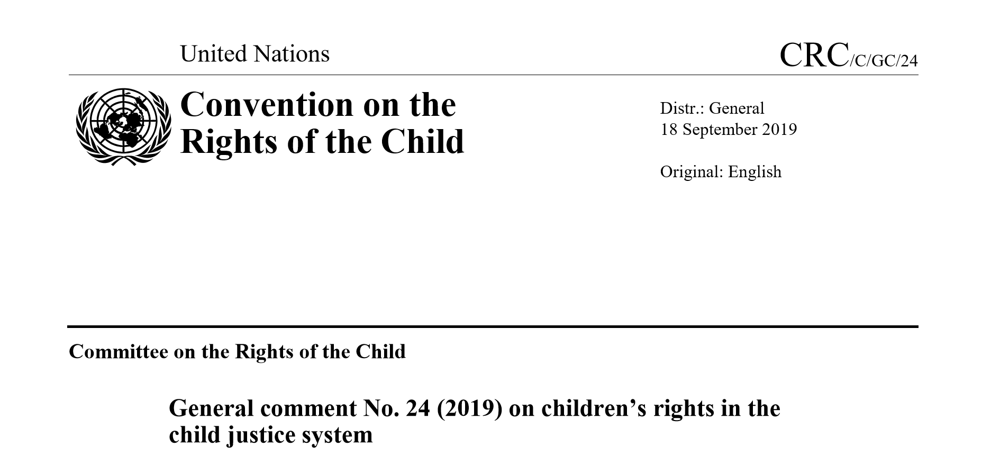 United Nations
CRC/C/GC/24
Convention on the
Rights of the Child
Distr.: General
18 September 2019
Original: English
Committee on the Rights of the Child
General comment No. 24 (2019) on children’s rights in the
child justice system